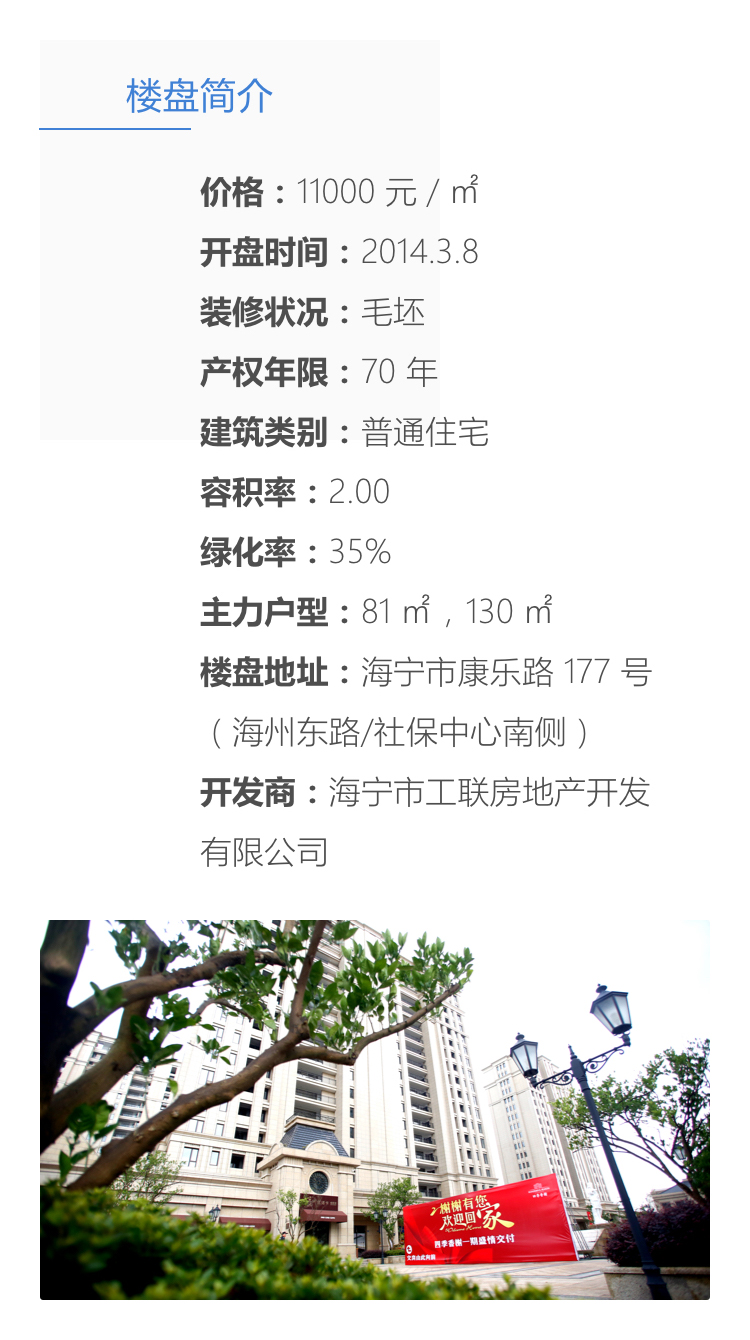 楼盘简介
价格：11000 元 / ㎡
开盘时间：2014.3.8
装修状况：毛坯
产权年限：70 年
建筑类别：普通住宅
容积率：2.00
绿化率：35%
主力户型：81 ㎡，130 ㎡
楼盘地址：海宁市康乐路 177 号
（海州东路/社保中心南侧）
开发商：海宁市工联房地产开发
有限公司
榭榭有您
欢迎回家
四季香榭一期盛情交付